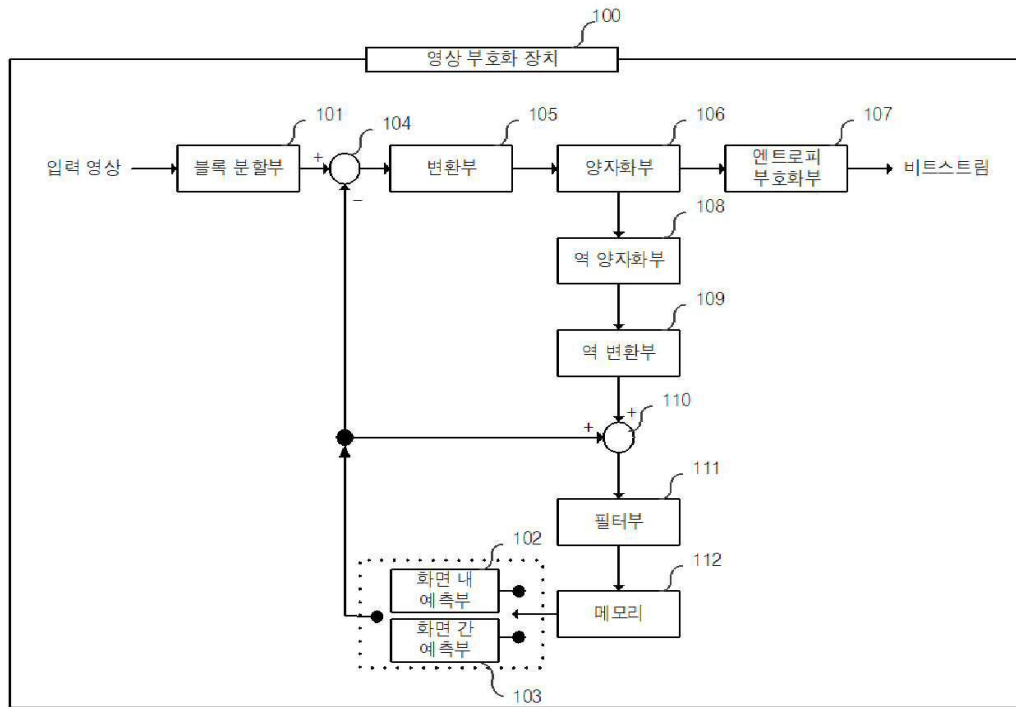 100
영상 부호화 장치
101
104
105
106
107
입력 영상
블록 분할부
+
변환부
양자화부
엔트로피
부호화부
비트스트림
−
108
역 양자화부
109
역 변환부
+
110
+
111
필터부
102
화면 내
예측부
112
메모리
화면 간
예측부
103